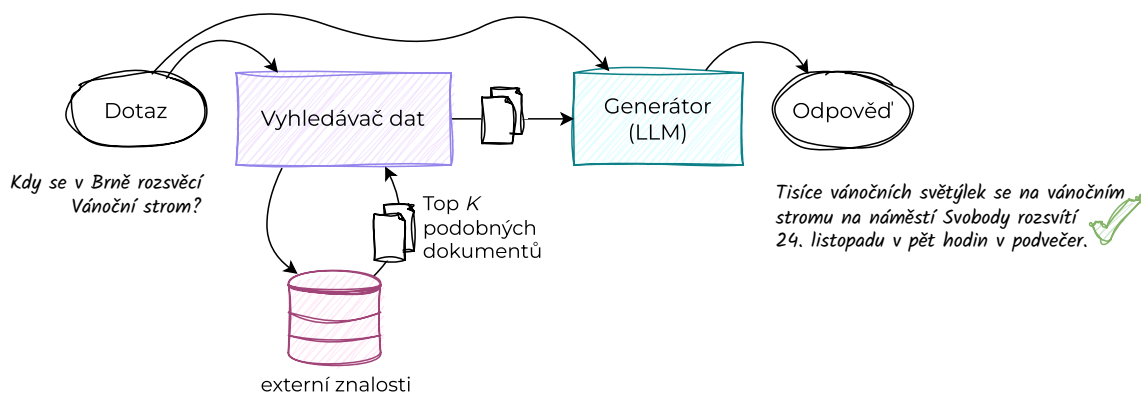 Dotaz
Vyhledávač dat
Generátor
(LLM)
Odpověď
Kdy se v Brně rozsvěcí
Vánoční strom?
Top K
podobných
dokumentů
Tisíce vánočních světýlek se na vánočním
stromu na náměstí Svobody rozsvítí
24. listopadu v pět hodin v podvečer.
externí znalosti